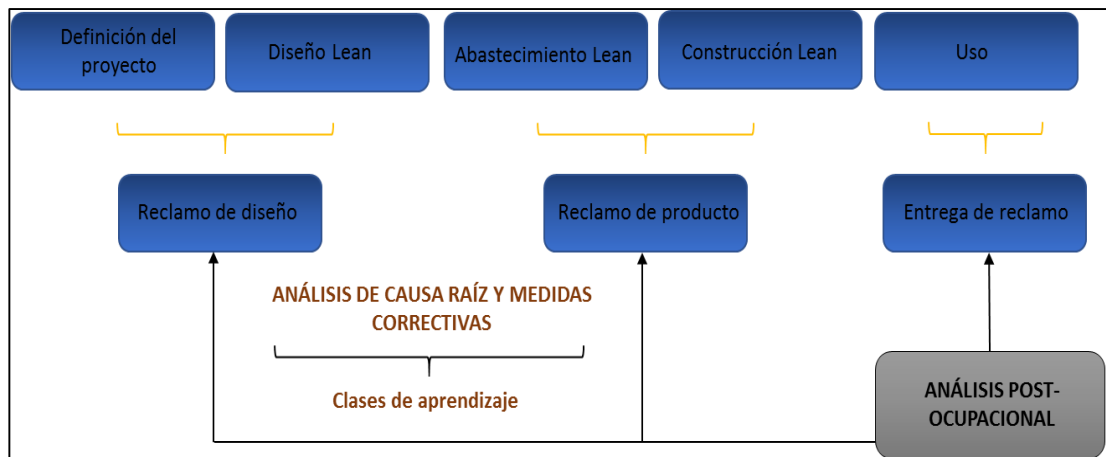 Definición del
proyecto
Diseño Lean
Abastecimiento Lean
Construcción Lean
Uso
Reclamo de diseño
Reclamo de producto
Entrega de reclamo
ANÁLISIS DE CAUSA RAÍZ Y MEDIDAS
CORRECTIVAS
Clases de aprendizaje
ANÁLISIS POST-
OCUPACIONAL